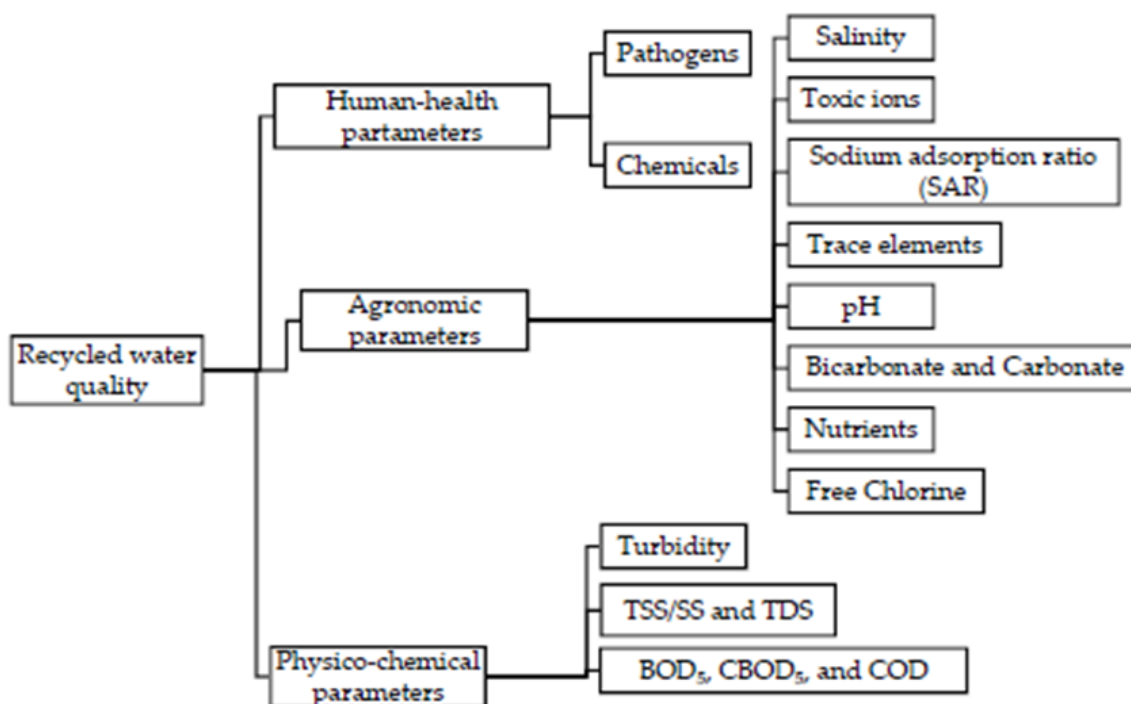 Recycled water
quality
Human-health
partameters
Pathogens
Chemicals
Agronomic
parameters
Salinity
Toxic ions
Sodium adsorption ratio
(SAR)
Trace elements
pH
Bicarbonate and Carbonate
Nutrients
Free Chlorine
Physico-chemical
parameters
Turbidity
TSS/SS and TDS
BOD₅, CBOD₅, and COD